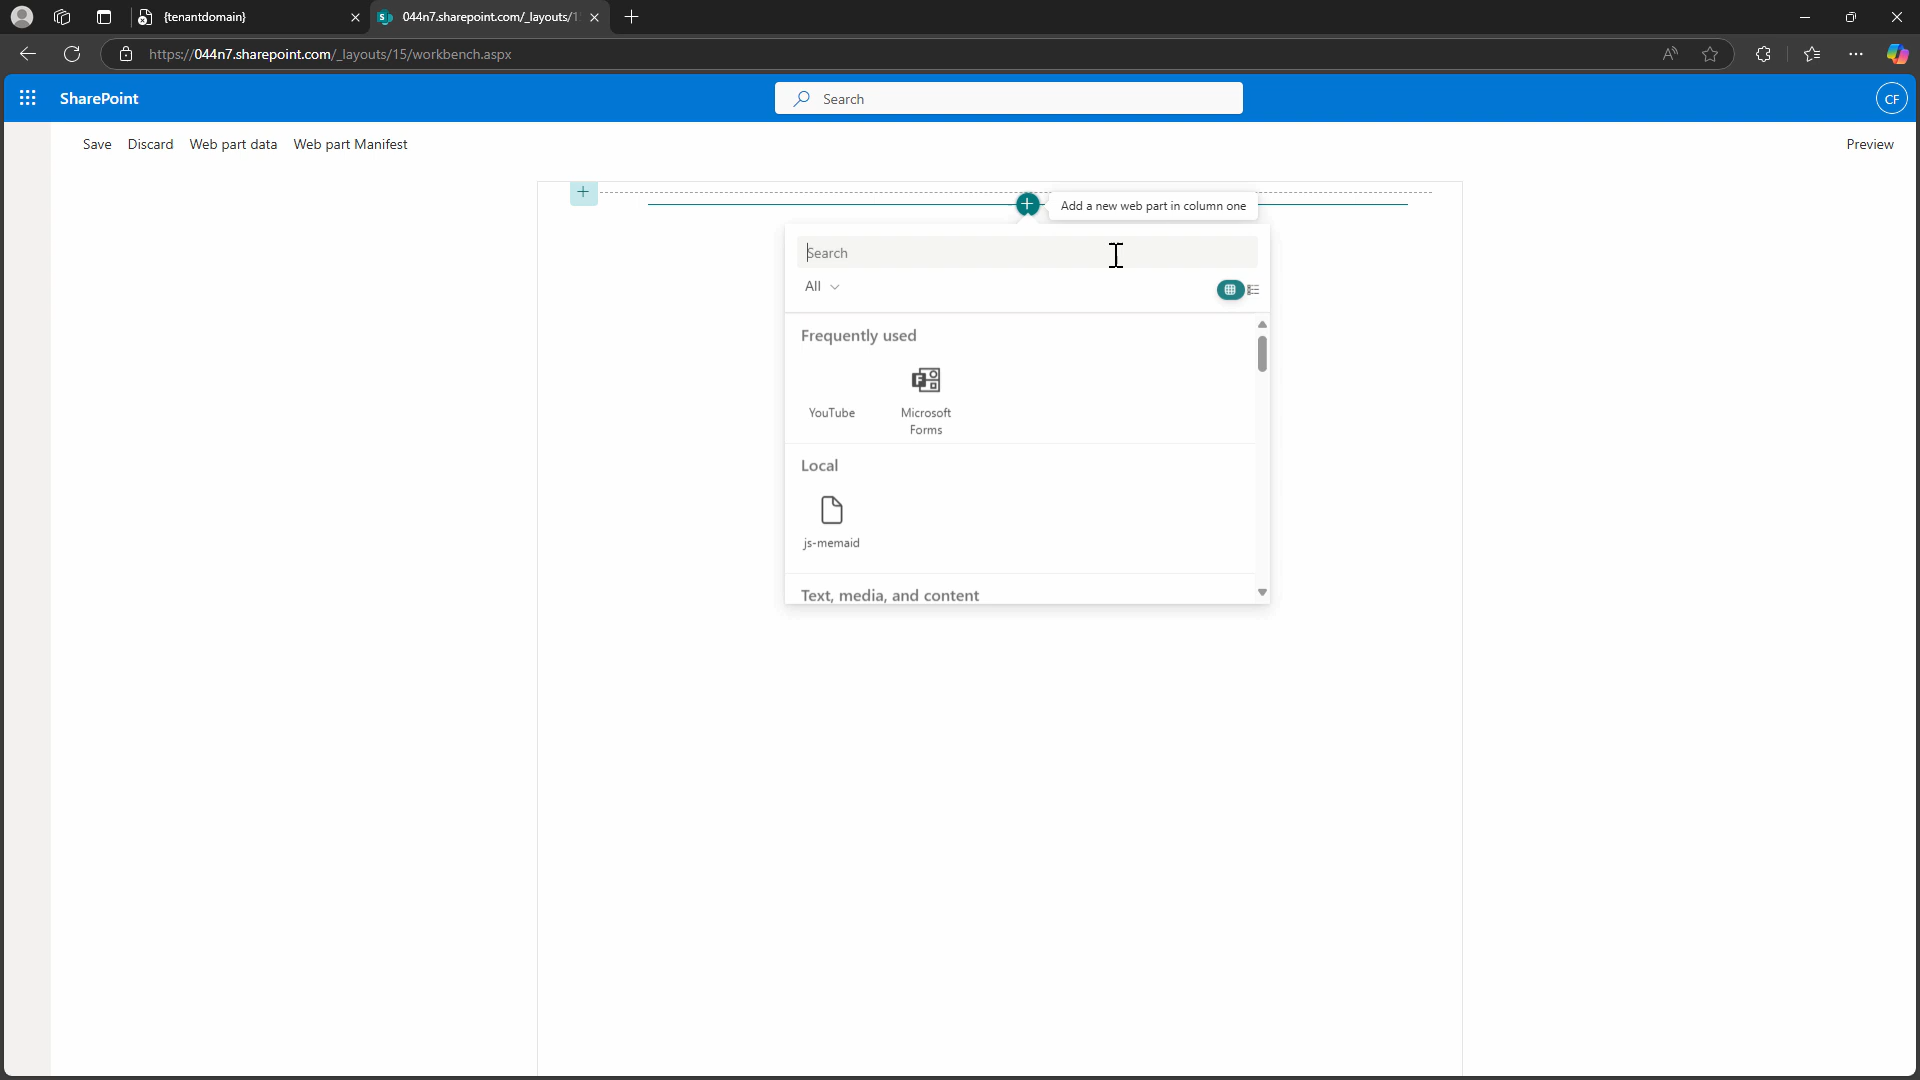 {tenantdomain}
044n7.sharepoint.com/_layouts/1
https://044n7.sharepoint.com/_layouts/15/workbench.aspx
SharePoint
Search
CF
Save Discard Web part data Web part Manifest
Preview
Add a new web part in column one
Search
All
Frequently used
YouTube
Microsoft
Forms
Local
js-memaid
Text, media, and content